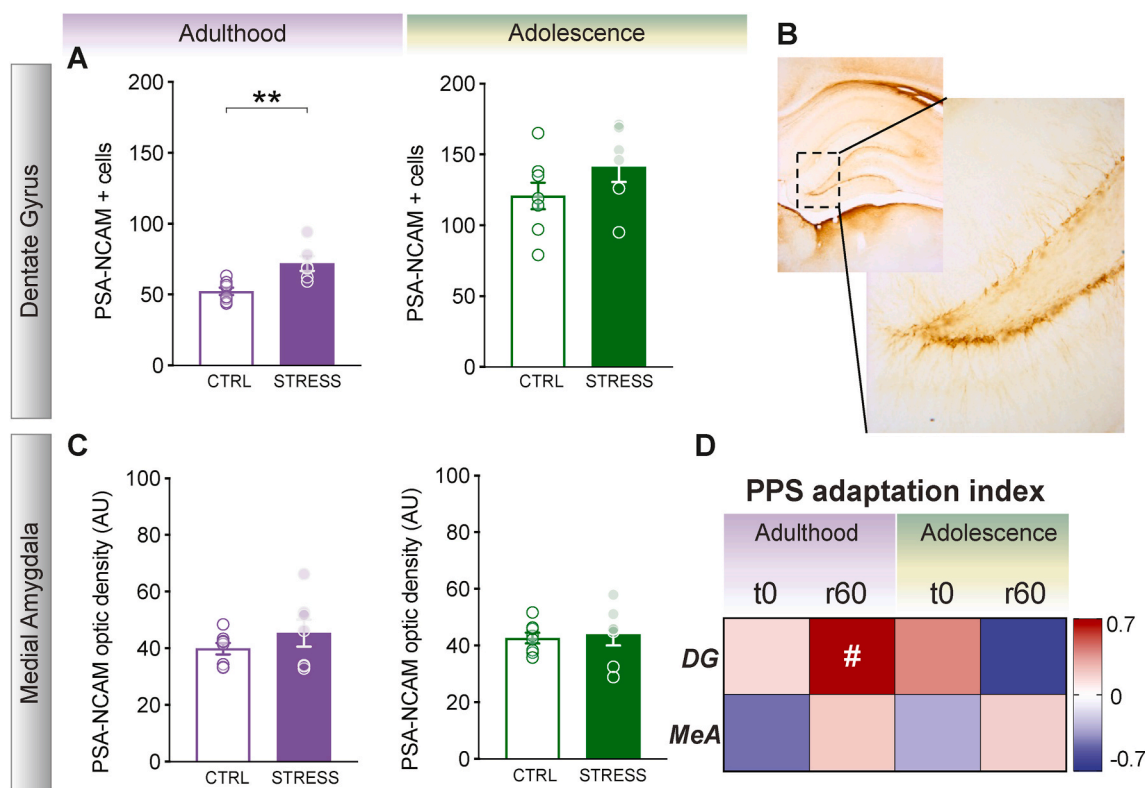 Adulthood
Adolescence
Dentate Gyrus
A
200
150
100
50
0
PSA-NCAM + cells
**
CTRL
STRESS
200
150
100
50
0
PSA-NCAM + cells
CTRL
STRESS
B
Medial Amygdala
C
100
80
60
40
20
0
PSA-NCAM optic density (AU)
CTRL
STRESS
100
80
60
40
20
0
PSA-NCAM optic density (AU)
CTRL
STRESS
D
PPS adaptation index
Adulthood
Adolescence
t0 r60 t0 r60
DG
#
MeA
0.7
0
-0.7